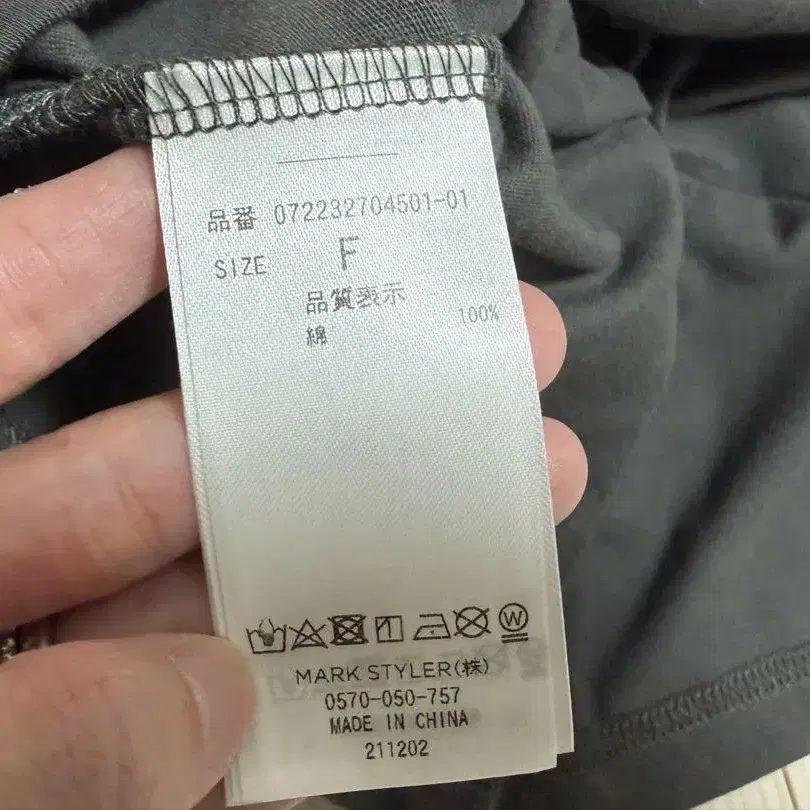 品番 072232704501-01
SIZE F
品質表示
綿 100%
W
MARK STYLER(株)
0570-050-757
MADE IN CHINA
211202